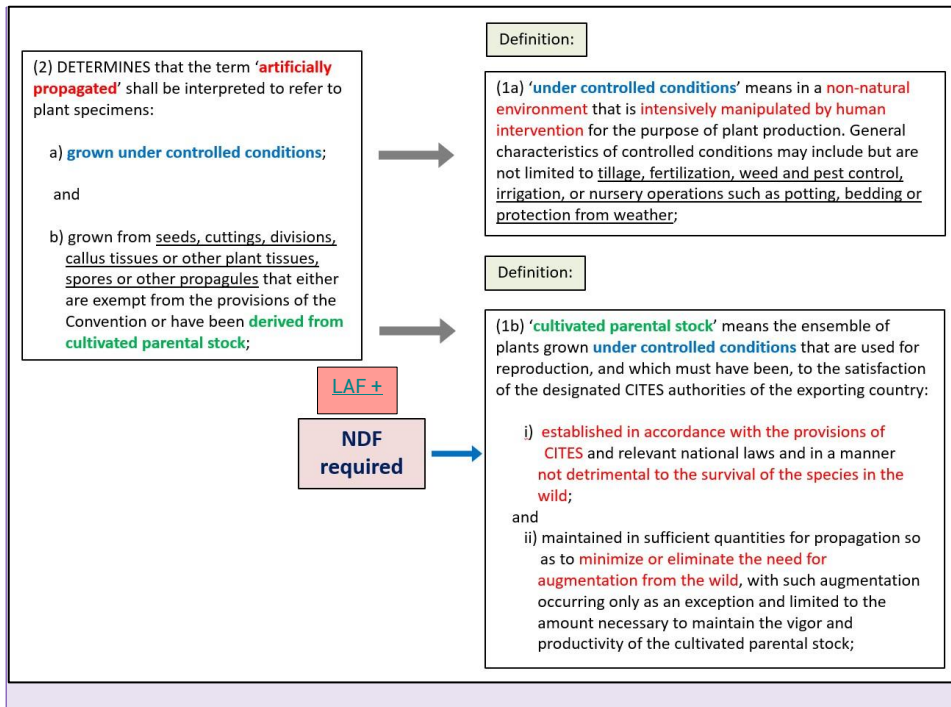 (2) DETERMINES that the term ‘artificially
propagated’ shall be interpreted to refer to
plant specimens:
a) grown under controlled conditions;
and
b) grown from seeds, cuttings, divisions,
callus tissues or other plant tissues,
spores or other propagules that either
are exempt from the provisions of the
Convention or have been derived from
cultivated parental stock;
LAF +
NDF
required
Definition:
(1a) ‘under controlled conditions’ means in a non-natural
environment that is intensively manipulated by human
intervention for the purpose of plant production. General
characteristics of controlled conditions may include but are
not limited to tillage, fertilization, weed and pest control,
irrigation, or nursery operations such as potting, bedding or
protection from weather;
Definition:
(1b) ‘cultivated parental stock’ means the ensemble of
plants grown under controlled conditions that are used for
reproduction, and which must have been, to the satisfaction
of the designated CITES authorities of the exporting country:
i) established in accordance with the provisions of
CITES and relevant national laws and in a manner
not detrimental to the survival of the species in the
wild;
and
ii) maintained in sufficient quantities for propagation so
as to minimize or eliminate the need for
augmentation from the wild, with such augmentation
occurring only as an exception and limited to the
amount necessary to maintain the vigor and
productivity of the cultivated parental stock;